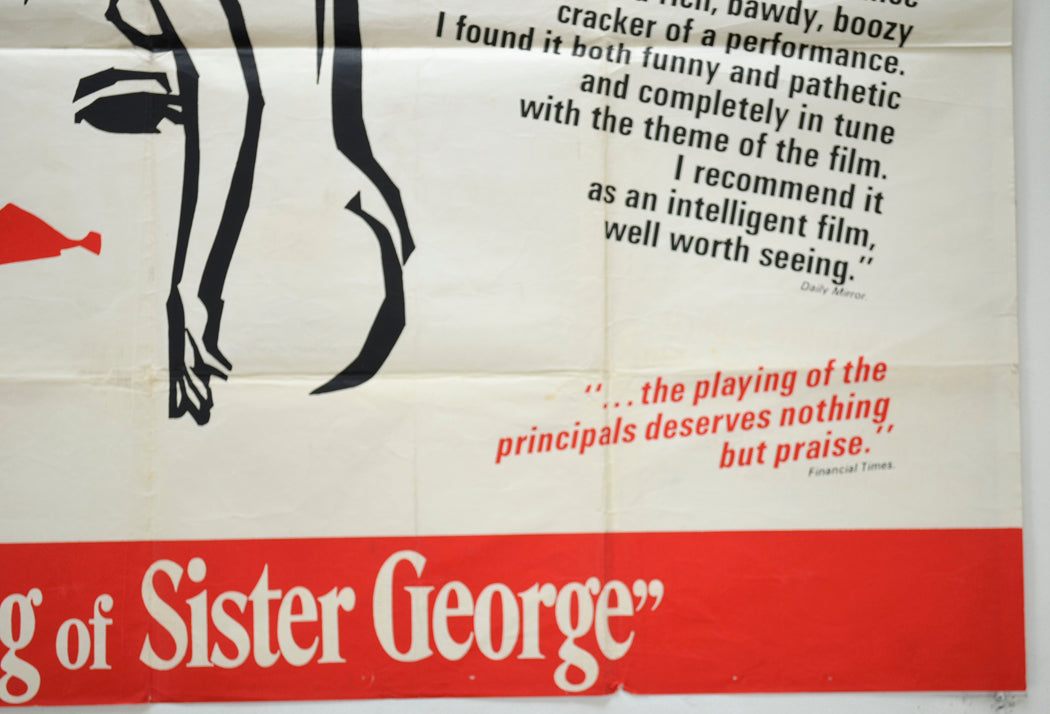 bawdy, boozy
cracker of a performance.
I found it both funny and pathetic
and completely in tune
with the theme of the film.
I recommend it
as an intelligent film,
well worth seeing.”
Daily Mirror.
“...the playing of the
principals deserves nothing
but praise.”
Financial Times.
g of Sister George”